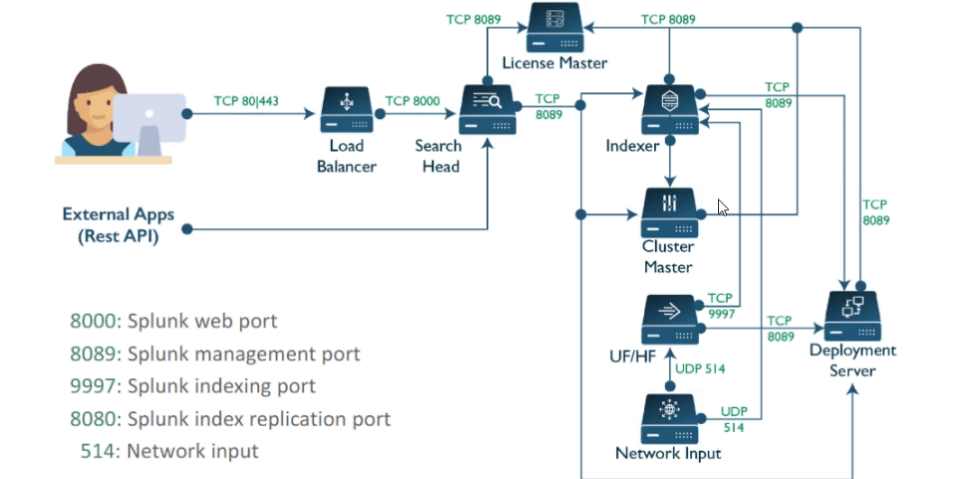 TCP 8089
TCP 8089
License Master
TCP 80|443
TCP 8000
TCP
8089
TCP
8089
Load
Balancer
Search
Head
Indexer
External Apps
(Rest API)
TCP
8089
Cluster
Master
TCP
9997
TCP
8089
UF/HF
Deployment
Server
UDP 514
UDP
514
Network Input
8000: Splunk web port
8089: Splunk management port
9997: Splunk indexing port
8080: Splunk index replication port
514: Network input